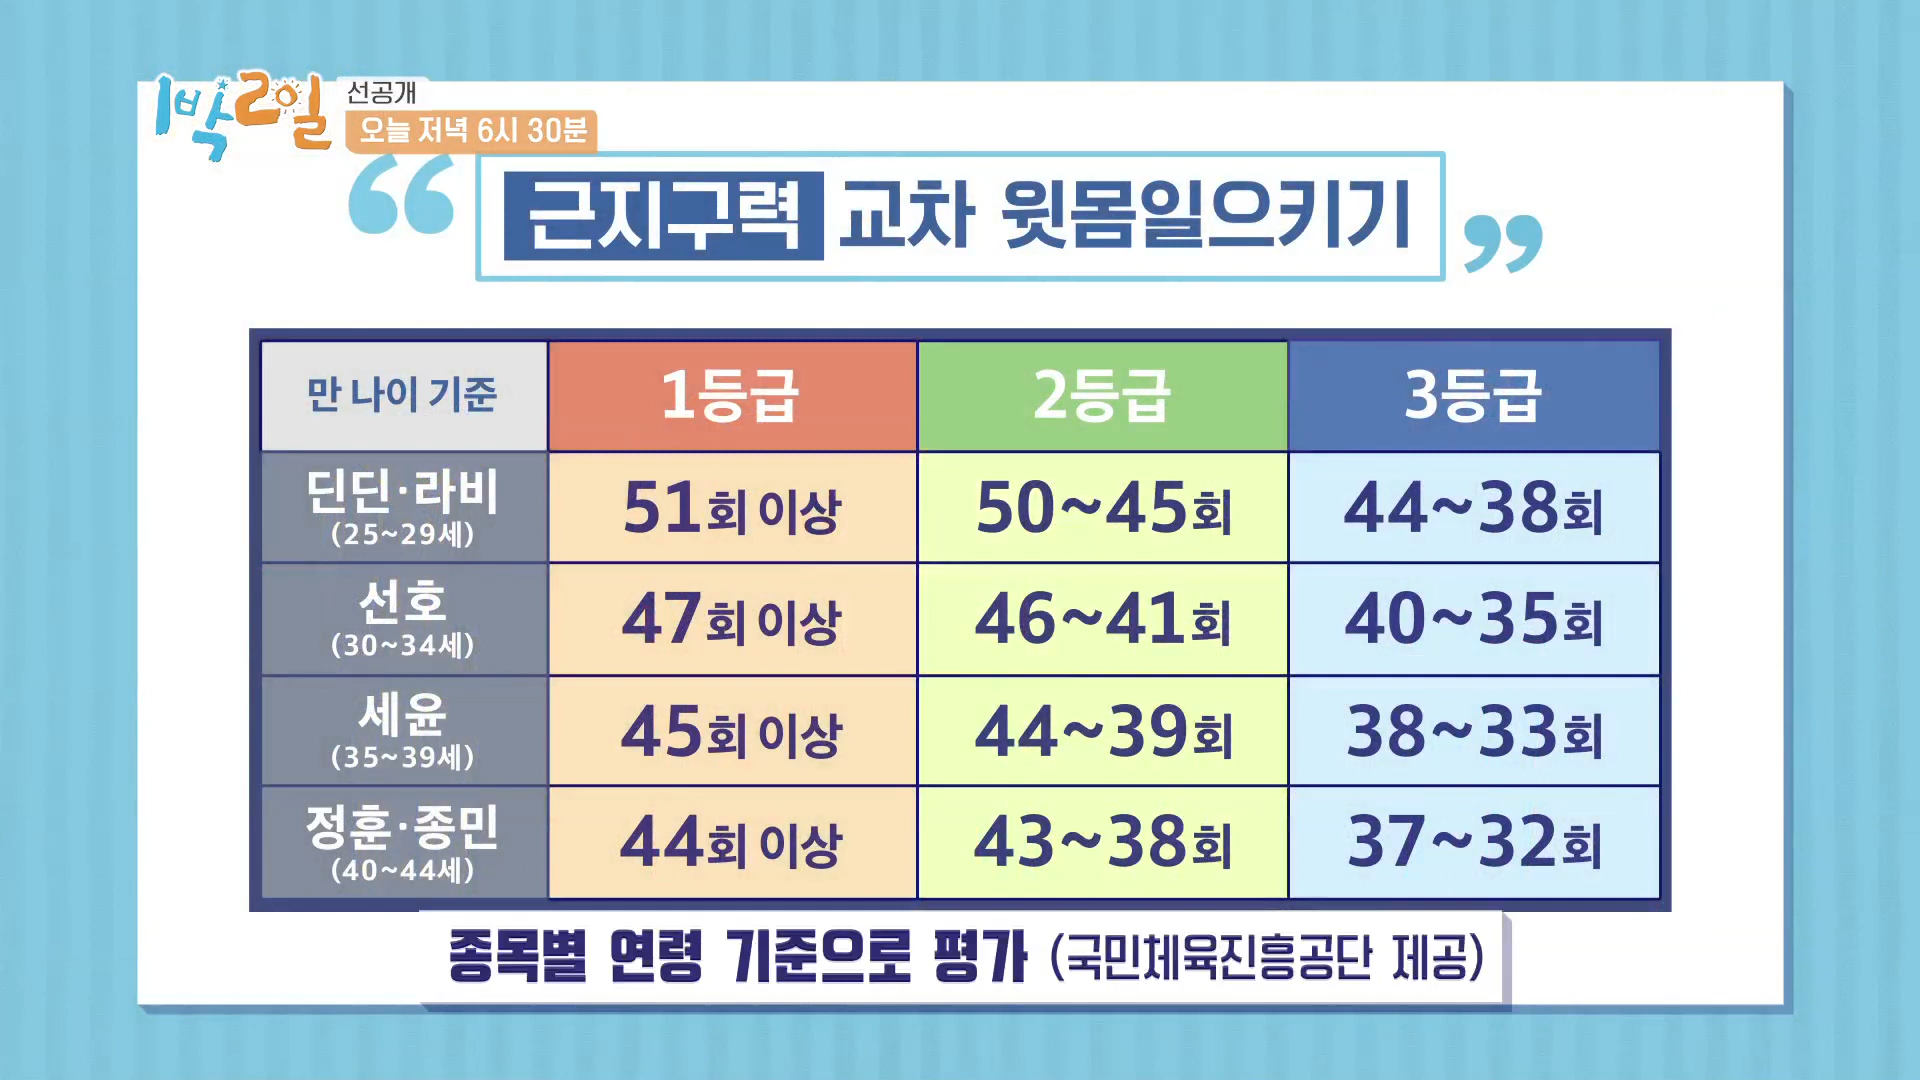 1박2일
선공개
오늘 저녁 6시 30분
“근지구력 교차 윗몸일으키기”
만 나이 기준 1등급 2등급 3등급
딘딘·라비 (25~29세) 51회 이상 50~45회 44~38회
선호 (30~34세) 47회 이상 46~41회 40~35회
세윤 (35~39세) 45회 이상 44~39회 38~33회
정훈·종민 (40~44세) 44회 이상 43~38회 37~32회
종목별 연령 기준으로 평가 (국민체육진흥공단 제공)